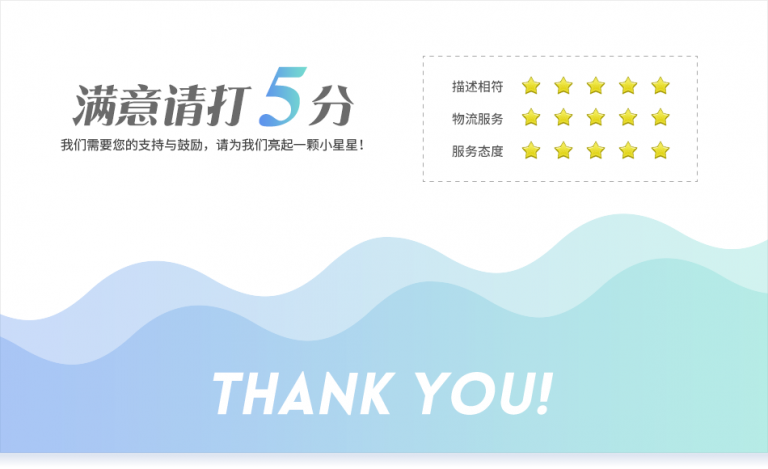 满意请打5分
我们需要您的支持与鼓励，请为我们亮起一颗小星星！
描述相符
物流服务
服务态度
THANK YOU!